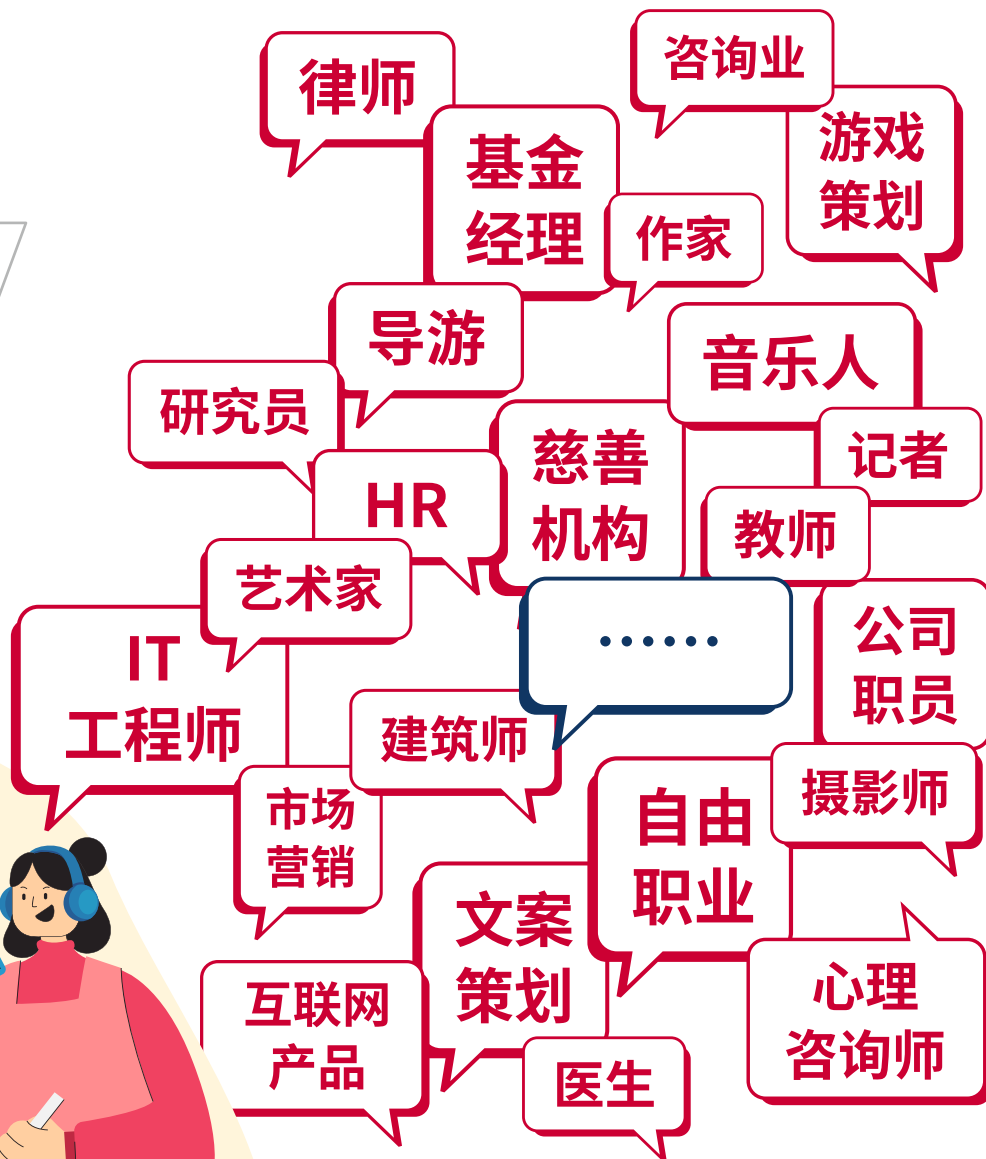 律师
咨询业
游戏
策划
基金
经理
作家
导游
音乐人
研究员
慈善
机构
记者
HR
教师
艺术家
······
IT
工程师
公司
职员
建筑师
市场
营销
自由
职业
摄影师
文案
策划
心理
咨询师
互联网
产品
医生